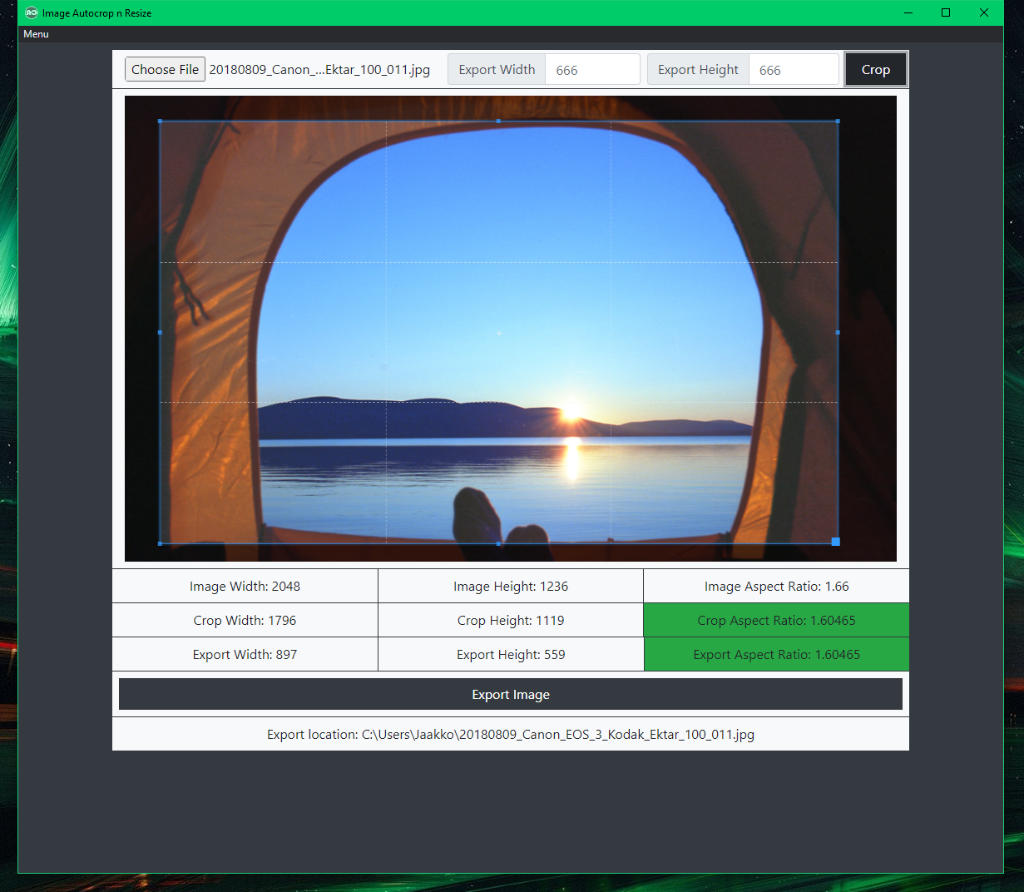 Image Autocrop n Resize
Menu
Choose File 20180809_Canon_...Ektar_100_011.jpg Export Width 666 Export Height 666 Crop
Image Width: 2048 Image Height: 1236 Image Aspect Ratio: 1.66
Crop Width: 1796 Crop Height: 1119 Crop Aspect Ratio: 1.60465
Export Width: 897 Export Height: 559 Export Aspect Ratio: 1.60465
Export Image
Export location: C:\Users\Jaakko\20180809_Canon_EOS_3_Kodak_Ektar_100_011.jpg